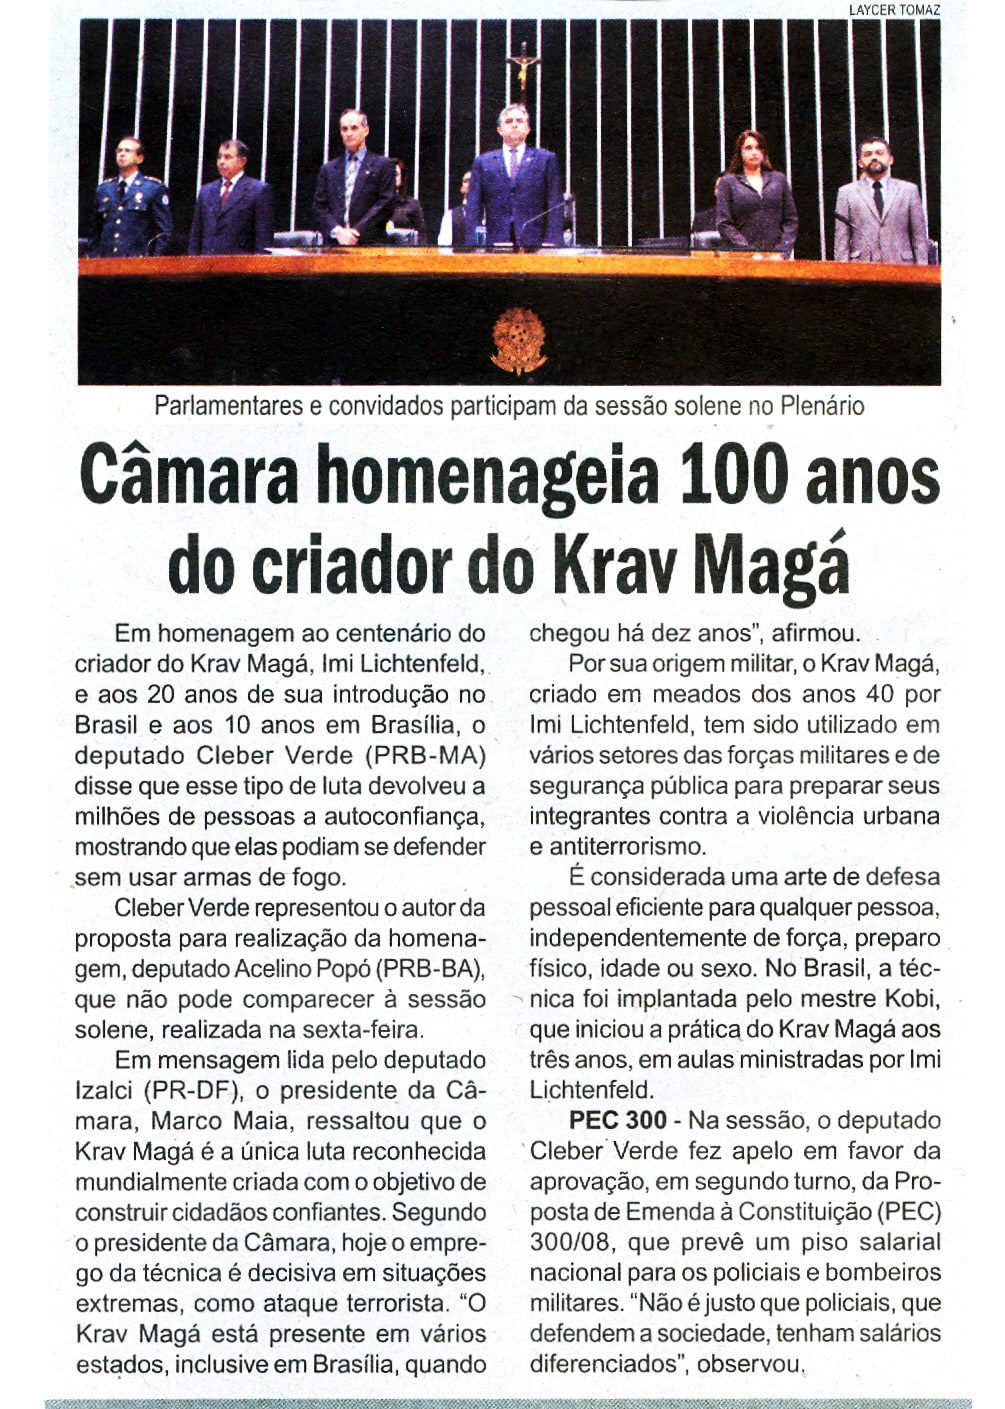 LAYCER TOMAZ
Parlamentares e convidados participam da sessão solene no Plenário
Câmara homenageia 100 anos
do criador do Krav Magá
Em homenagem ao centenário do
criador do Krav Magá, Imi Lichtenfeld,
e aos 20 anos de sua introdução no
Brasil e aos 10 anos em Brasília, o
deputado Cleber Verde (PRB-MA)
disse que esse tipo de luta devolveu a
milhões de pessoas a autoconfiança,
mostrando que elas podiam se defender
sem usar armas de fogo.
Cleber Verde representou o autor da
proposta para realização da homena-
gem, deputado Acelino Popó (PRB-BA),
que não pode comparecer à sessão
solene, realizada na sexta-feira.
Em mensagem lida pelo deputado
Izalci (PR-DF), o presidente da Câ-
mara, Marco Maia, ressaltou que o
Krav Magá é a única luta reconhecida
mundialmente criada com o objetivo de
construir cidadãos confiantes. Segundo
o presidente da Câmara, hoje o empre-
go da técnica é decisiva em situações
extremas, como ataque terrorista. “O
Krav Magá está presente em vários
estados, inclusive em Brasília, quando
chegou há dez anos”, afirmou.
Por sua origem militar, o Krav Magá,
criado em meados dos anos 40 por
Imi Lichtenfeld, tem sido utilizado em
vários setores das forças militares e de
segurança pública para preparar seus
integrantes contra a violência urbana
e antiterrorismo.
É considerada uma arte de defesa
pessoal eficiente para qualquer pessoa,
independentemente de força, preparo
físico, idade ou sexo. No Brasil, a téc-
nica foi implantada pelo mestre Kobi,
que iniciou a prática do Krav Magá aos
três anos, em aulas ministradas por Imi
Lichtenfeld.
PEC 300 - Na sessão, o deputado
Cleber Verde fez apelo em favor da
aprovação, em segundo turno, da Pro-
posta de Emenda à Constituição (PEC)
300/08, que prevê um piso salarial
nacional para os policiais e bombeiros
militares. “Não é justo que policiais, que
defendem a sociedade, tenham salários
diferenciados”, observou.